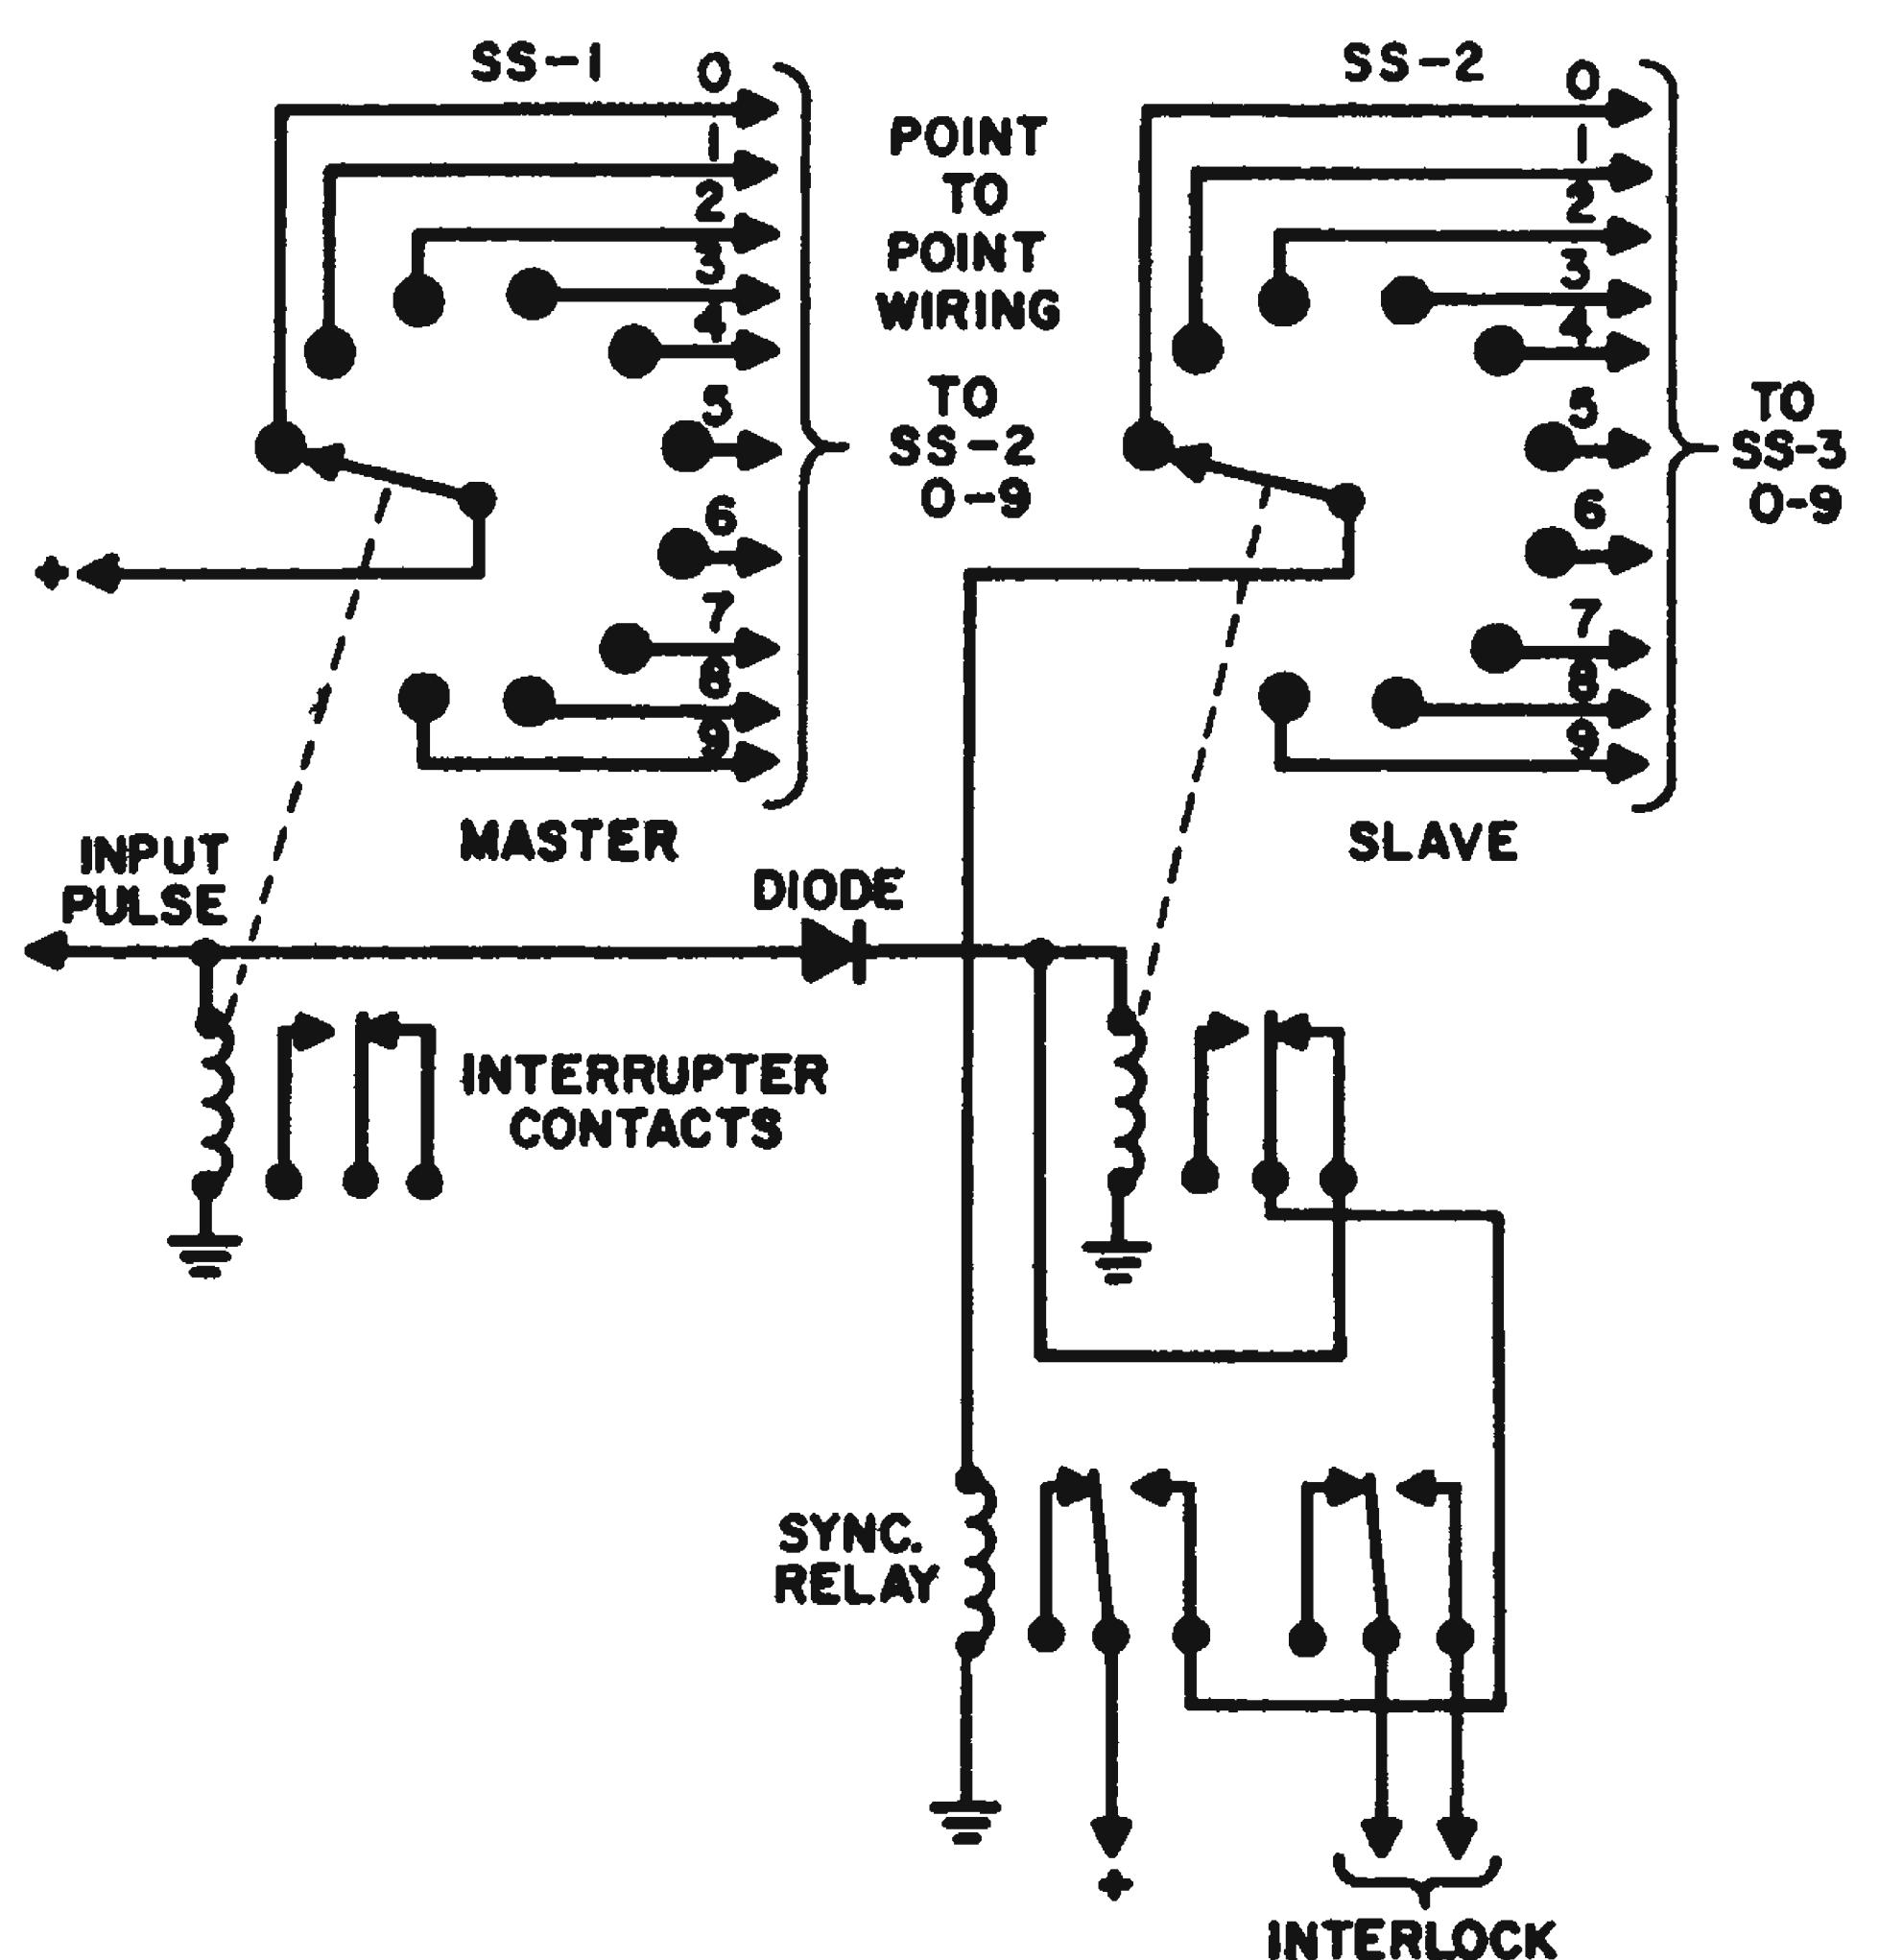 SS-1
0
1
2
3
4
5
6
7
8
9
MASTER
POINT
TO
POINT
WIRING
TO
SS-2
0-9
SS-2
0
1
2
3
4
5
6
7
8
9
SLAVE
TO
SS-3
0-9
+
INPUT
PULSE
DIODE
INTERRUPTER
CONTACTS
SYNC.
RELAY
+
INTERLOCK